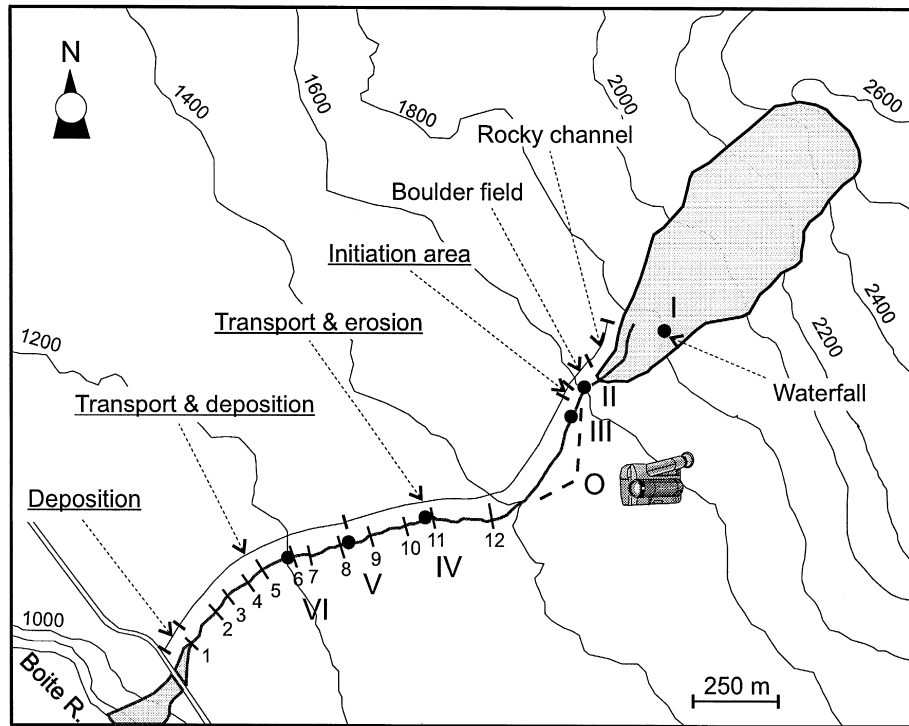 N
1400
1600
1800
2000
2600
Rocky channel
Boulder field
Initiation area
I
2400
Transport & erosion
2200
1200
Waterfall
Transport & deposition
II
III
O
Deposition
12
11
10
9
8
7
6
5
4
3
2
1
IV
V
VI
1000
Boite R.
250 m